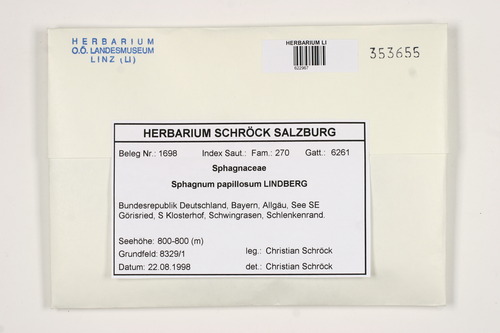 HERBARIUM
O.Ö. LANDESMUSEUM
LINZ (LI)
HERBARIUM LI
622967
353655
HERBARIUM SCHRÖCK SALZBURG
Beleg Nr.: 1698 Index Saut.: Fam.: 270 Gatt.: 6261
Sphagnaceae
Sphagnum papillosum LINDBERG
Bundesrepublik Deutschland, Bayern, Allgäu, See SE
Görisried, S Klosterhof, Schwingrasen, Schlenkenrand.
Seehöhe: 800-800 (m)
Grundfeld: 8329/1 leg.: Christian Schröck
Datum: 22.08.1998 det.: Christian Schröck